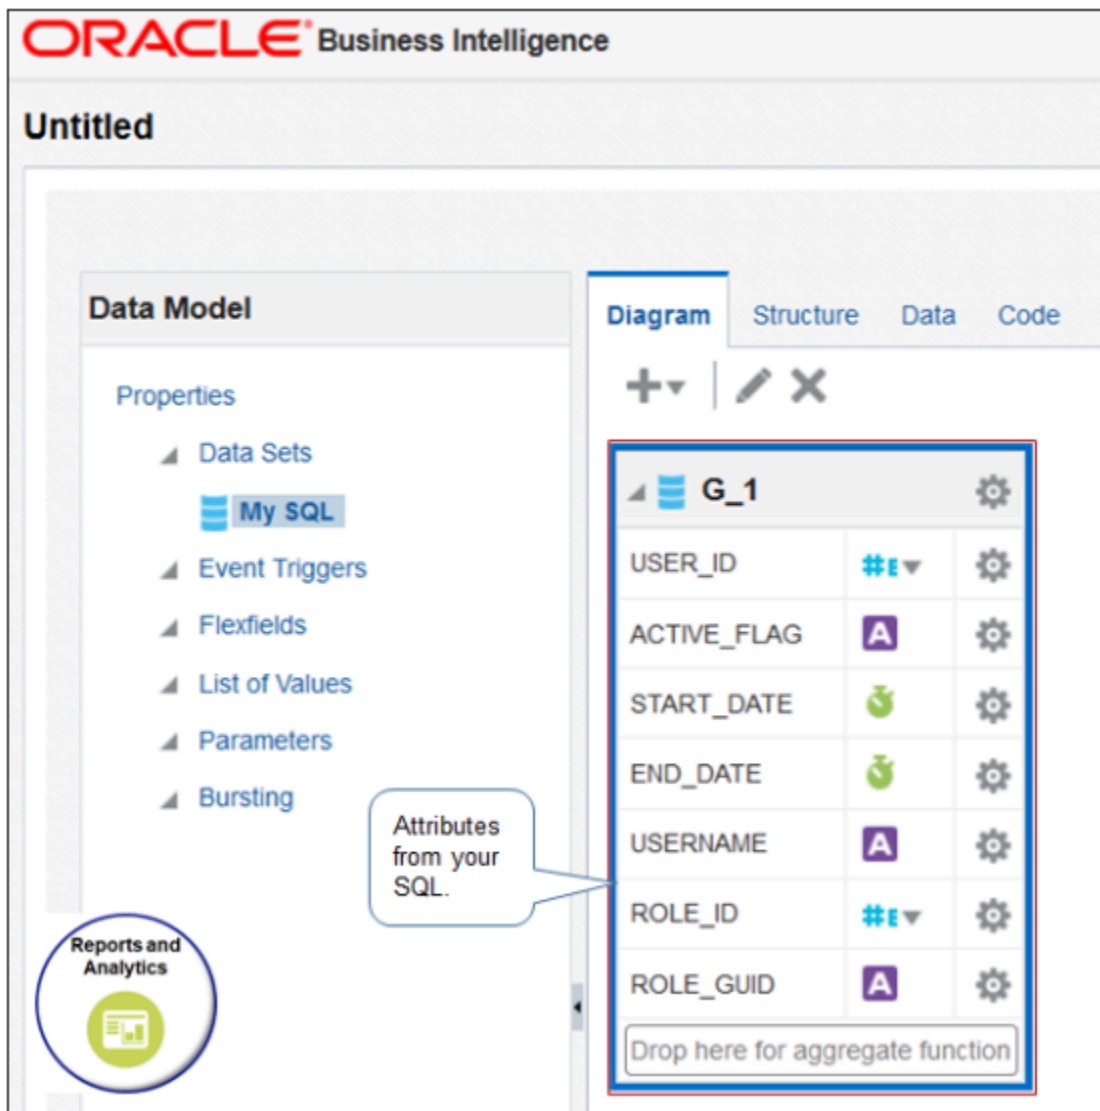 ORACLE Business Intelligence
Untitled
Data Model
Properties
Data Sets
My SQL
Event Triggers
Flexfields
List of Values
Parameters
Bursting
Attributes
from your
SQL.
Reports and
Analytics
Diagram Structure Data Code
G_1
USER_ID #E
ACTIVE_FLAG A
START_DATE
END_DATE
USERNAME A
ROLE_ID #E
ROLE_GUID A
Drop here for aggregate function